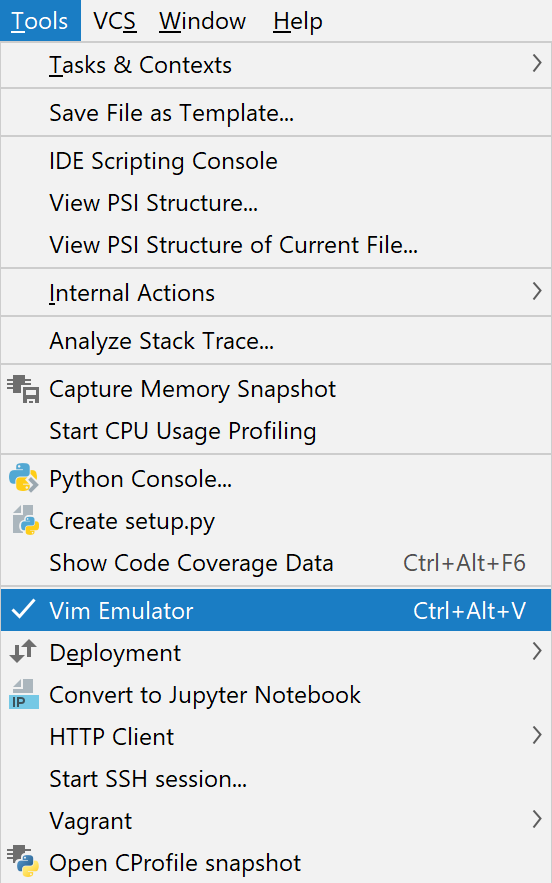 Tools VCS Window Help
Tasks & Contexts
Save File as Template...
IDE Scripting Console
View PSI Structure...
View PSI Structure of Current File...
Internal Actions
Analyze Stack Trace...
Capture Memory Snapshot
Start CPU Usage Profiling
Python Console...
Create setup.py
Show Code Coverage Data Ctrl+Alt+F6
Vim Emulator Ctrl+Alt+V
Deployment
IP Convert to Jupyter Notebook
HTTP Client
Start SSH session...
Vagrant
Open CProfile snapshot